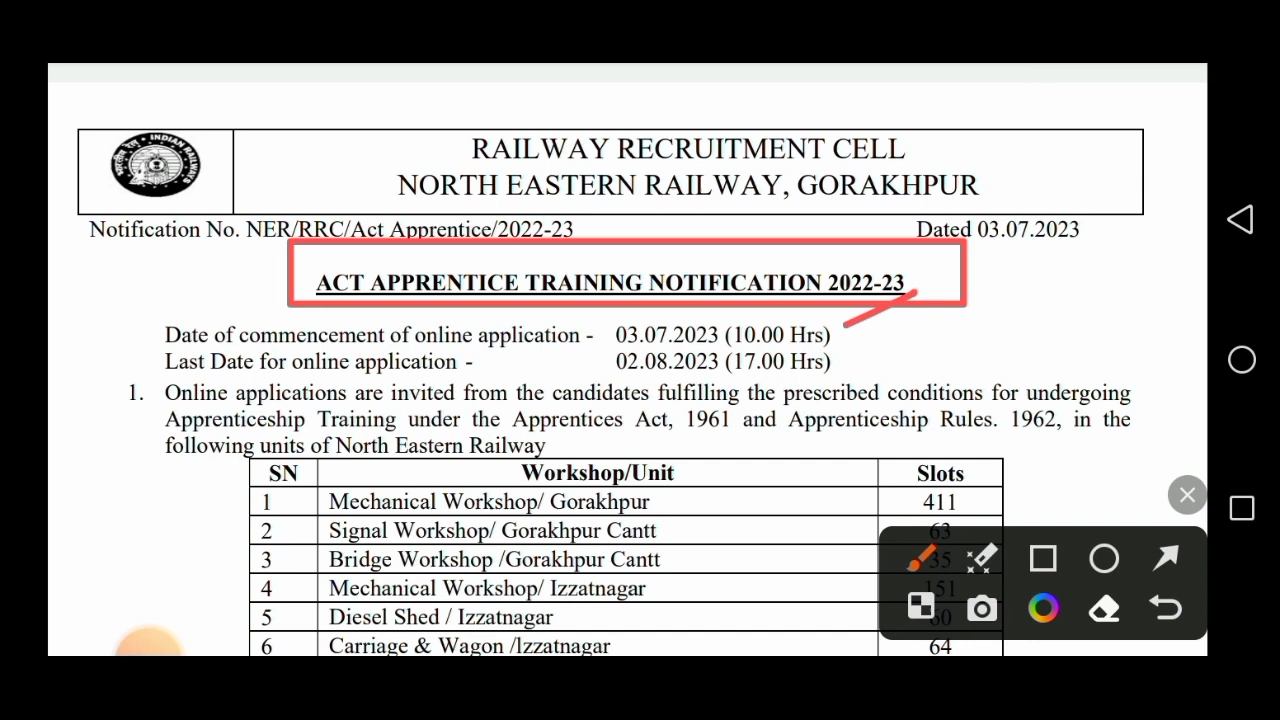 RAILWAY RECRUITMENT CELL
NORTH EASTERN RAILWAY, GORAKHPUR
Notification No. NER/RRC/Act Apprentice/2022-23 Dated 03.07.2023
ACT APPRENTICE TRAINING NOTIFICATION 2022-23
Date of commencement of online application - 03.07.2023 (10.00 Hrs)
Last Date for online application - 02.08.2023 (17.00 Hrs)
1. Online applications are invited from the candidates fulfilling the prescribed conditions for undergoing
Apprenticeship Training under the Apprentices Act, 1961 and Apprenticeship Rules. 1962, in the
following units of North Eastern Railway
SN Workshop/Unit Slots
1 Mechanical Workshop/ Gorakhpur 411
2 Signal Workshop/ Gorakhpur Cantt 63
3 Bridge Workshop /Gorakhpur Cantt 35
4 Mechanical Workshop/ Izzatnagar 151
5 Diesel Shed / Izzatnagar 60
6 Carriage & Wagon /lzzatnagar 64